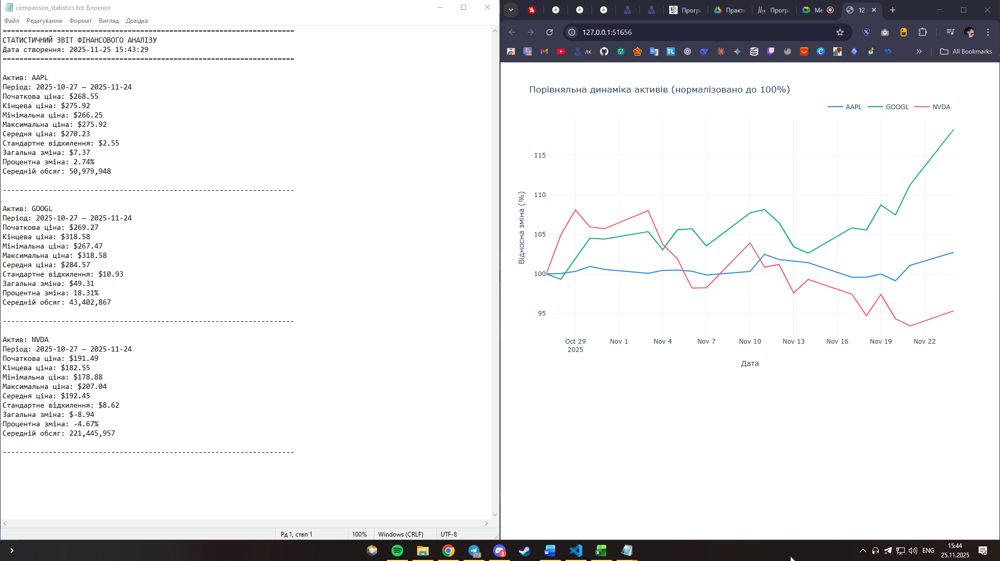 comparison_statistics.txt: Блокнот
Файл Редагування Формат Вигляд Довідка
======================================================================
СТАТИСТИЧНИЙ ЗВІТ ФІНАНСОВОГО АНАЛІЗУ
Дата створення: 2025-11-25 15:43:29
======================================================================
Актив: AAPL
Період: 2025-10-27 — 2025-11-24
Початкова ціна: $268.55
Кінцева ціна: $275.92
Мінімальна ціна: $266.25
Максимальна ціна: $275.92
Середня ціна: $270.23
Стандартне відхилення: $2.55
Загальна зміна: $7.37
Процентна зміна: 2.74%
Середній обсяг: 50,979,948
----------------------------------------------------------------------
Актив: GOOGL
Період: 2025-10-27 — 2025-11-24
Початкова ціна: $269.27
Кінцева ціна: $318.58
Мінімальна ціна: $267.47
Максимальна ціна: $318.58
Середня ціна: $284.57
Стандартне відхилення: $10.93
Загальна зміна: $49.31
Процентна зміна: 18.31%
Середній обсяг: 43,402,867
----------------------------------------------------------------------
Актив: NVDA
Період: 2025-10-27 — 2025-11-24
Початкова ціна: $191.49
Кінцева ціна: $182.55
Мінімальна ціна: $178.88
Максимальна ціна: $207.04
Середня ціна: $192.45
Стандартне відхилення: $8.62
Загальна зміна: $-8.94
Процентна зміна: -4.67%
Середній обсяг: 221,445,957
----------------------------------------------------------------------
Рд 1, ствп 1 100% Windows (CRLF) UTF-8
Програ Практи Програ Me 12
127.0.0.1:51656
лк TL All Bookmarks
Порівняльна динаміка активів (нормалізовано до 100%)
AAPL GOOGL NVDA
Відносна зміна (%)
115
110
105
100
95
Oct 29 Nov 1 Nov 4 Nov 7 Nov 10 Nov 13 Nov 16 Nov 19 Nov 22
2025
Дата
175 3 ENG
15:44
25.11.2025